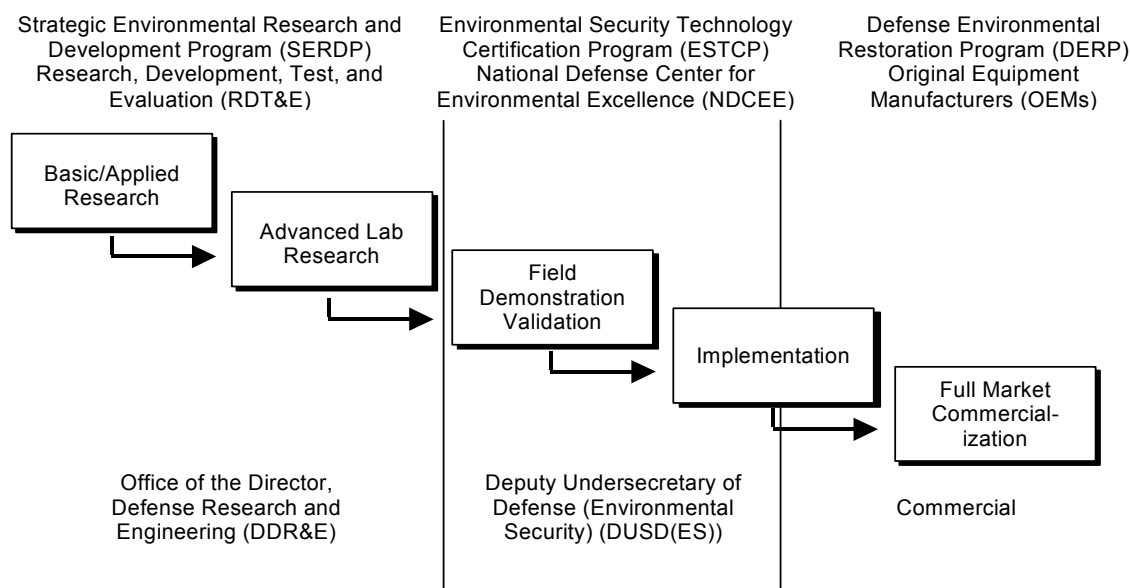 Strategic Environmental Research and
Development Program (SERDP)
Research, Development, Test, and
Evaluation (RDT&E)
Environmental Security Technology
Certification Program (ESTCP)
National Defense Center for
Environmental Excellence (NDCEE)
Defense Environmental
Restoration Program (DERP)
Original Equipment
Manufacturers (OEMs)
Basic/Applied
Research
Advanced Lab
Research
Field
Demonstration
Validation
Implementation
Full Market
Commercial-
ization
Office of the Director,
Defense Research and
Engineering (DDR&E)
Deputy Undersecretary of
Defense (Environmental
Security) (DUSD(ES))
Commercial